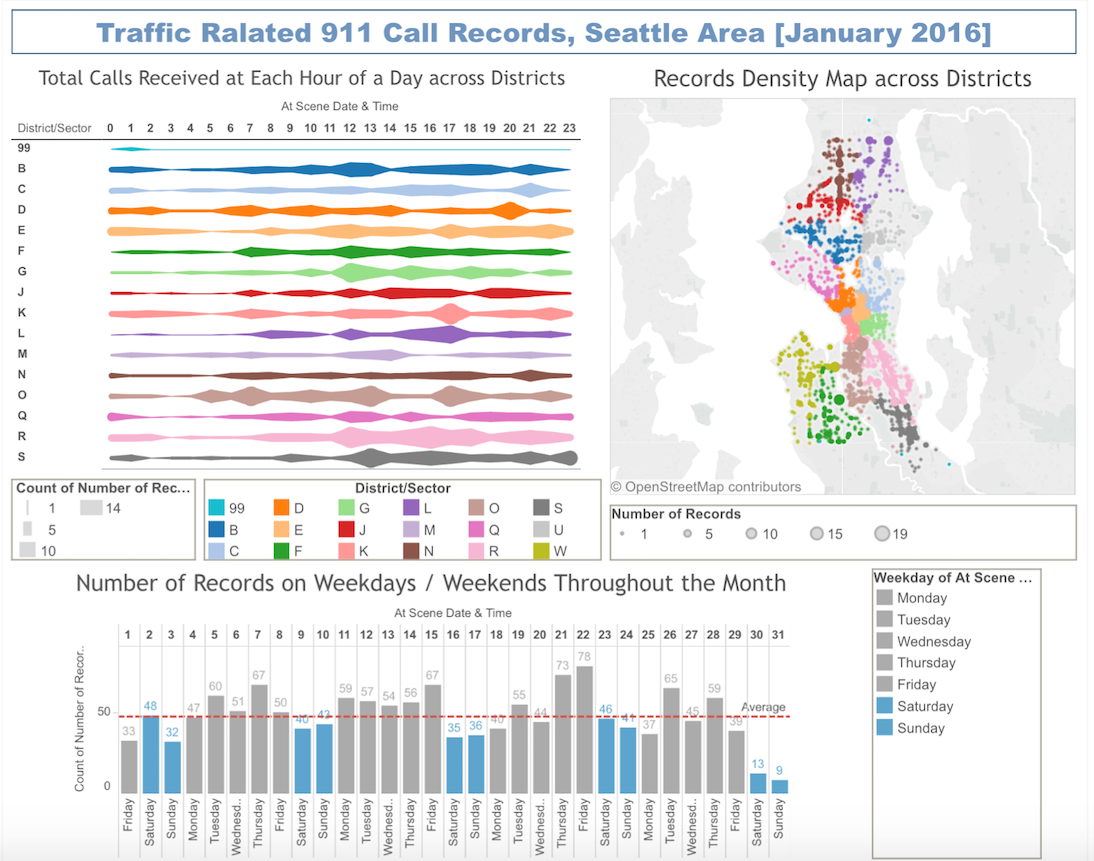 Traffic Ralated 911 Call Records, Seattle Area [January 2016]
Total Calls Received at Each Hour of a Day across Districts
At Scene Date & Time
District/Sector 0 1 2 3 4 5 6 7 8 9 10 11 12 13 14 15 16 17 18 19 20 21 22 23
99
B
C
D
E
F
G
J
K
L
M
N
O
Q
R
S
Count of Number of Rec...
1 14
5
10
District/Sector
99 D G L O S
B E J M Q U
C F K N R W
Records Density Map across Districts
© OpenStreetMap contributors
Number of Records
1 5 10 15 19
Number of Records on Weekdays / Weekends Throughout the Month
At Scene Date & Time
1 2 3 4 5 6 7 8 9 10 11 12 13 14 15 16 17 18 19 20 21 22 23 24 25 26 27 28 29 30 31
Count of Number of Recor..
50
0
33 48 32 47 60 51 67 50 40 43 59 57 54 56 67 35 36 40 55 44 73 78 46 41 37 65 45 59 39 13 9
Average
Friday Saturday Sunday Monday Tuesday Wednesd.. Thursday Friday Saturday Sunday Monday Tuesday Wednesd.. Thursday Friday Saturday Sunday Monday Tuesday Wednesd.. Thursday Friday Saturday Sunday Monday Tuesday Wednesd.. Thursday Friday Saturday Sunday
Weekday of At Scene ...
Monday
Tuesday
Wednesday
Thursday
Friday
Saturday
Sunday